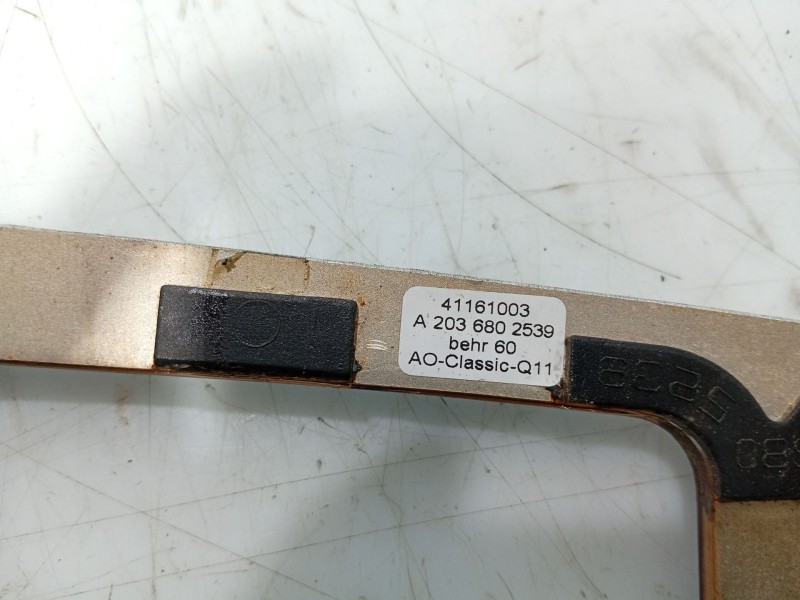 41161003
A 203 680 2539
behr 60
AO-Classic-Q11